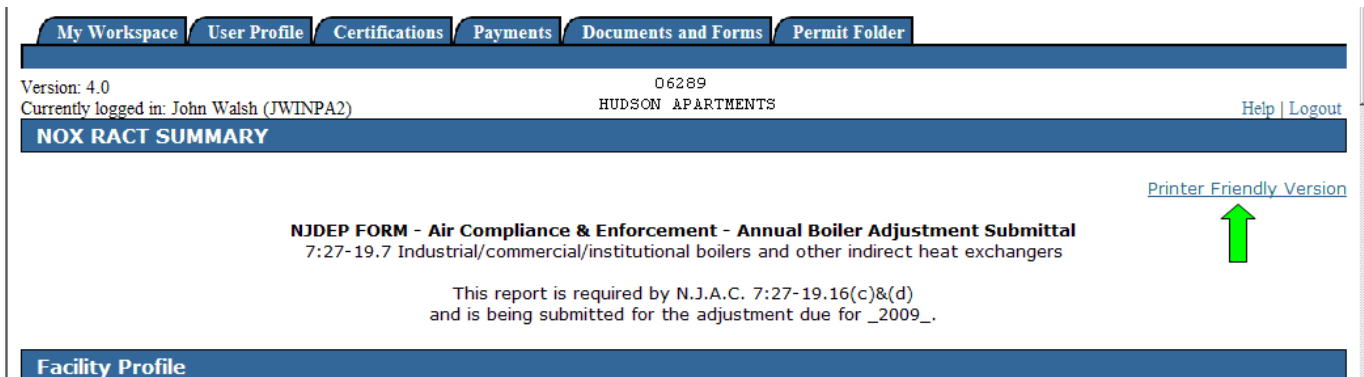 My Workspace User Profile Certifications Payments Documents and Forms Permit Folder
Version: 4.0
06289
Currently logged in: John Walsh (JWINPA2)
HUDSON APARTMENTS
Help | Logout
NOX RACT SUMMARY
Printer Friendly Version
NJDEP FORM - Air Compliance & Enforcement - Annual Boiler Adjustment Submittal
7:27-19.7 Industrial/commercial/institutional boilers and other indirect heat exchangers
This report is required by N.J.A.C. 7:27-19.16(c)&(d)
and is being submitted for the adjustment due for _2009_.
Facility Profile